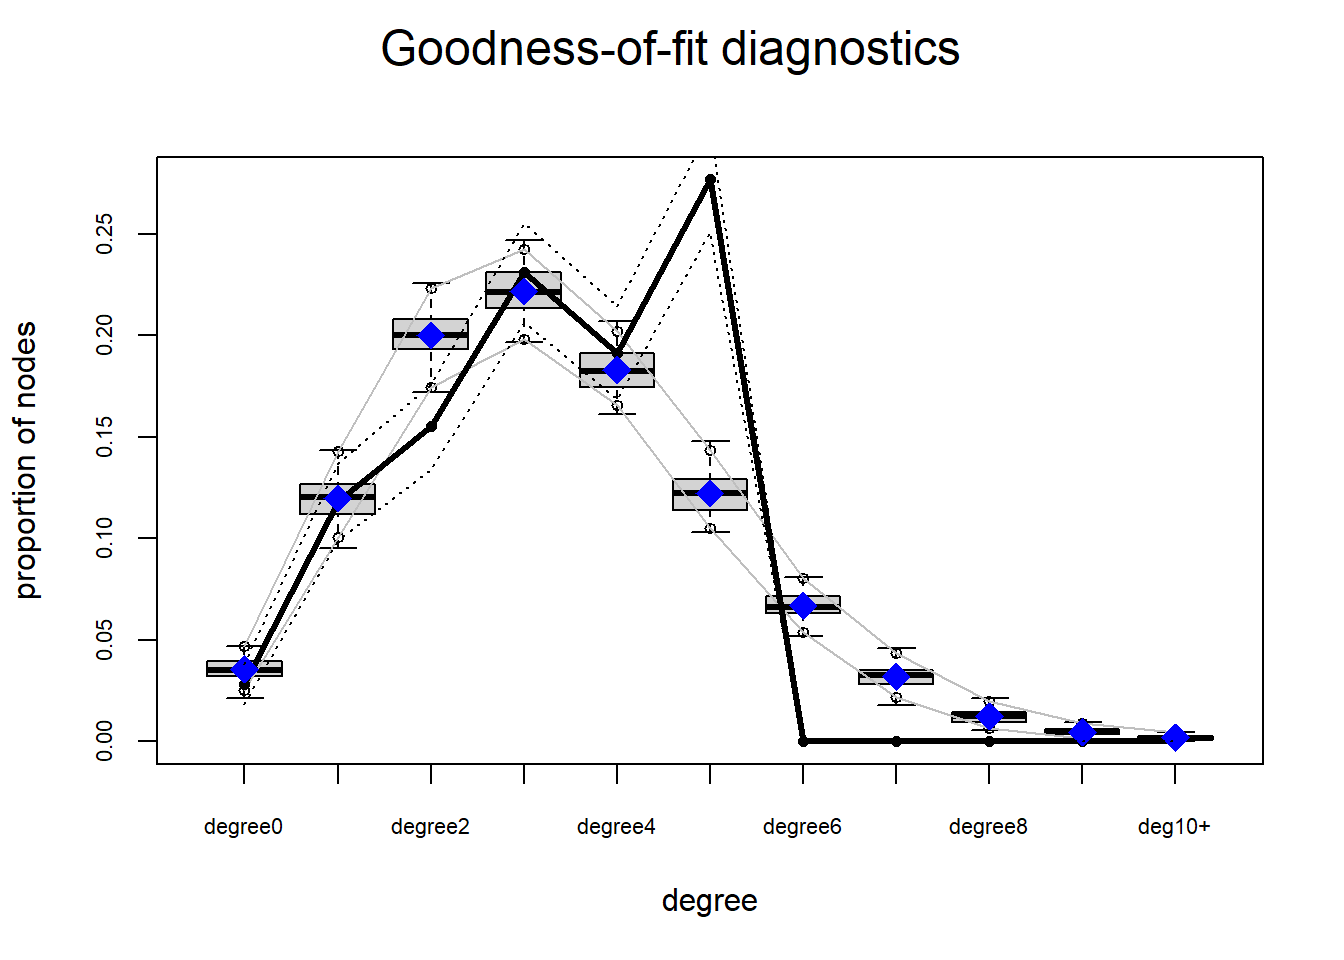 Goodness-of-fit diagnostics
proportion of nodes
0.25
0.20
0.15
0.10
0.05
0.00
degree0 degree2 degree4 degree6 degree8 deg10+
degree